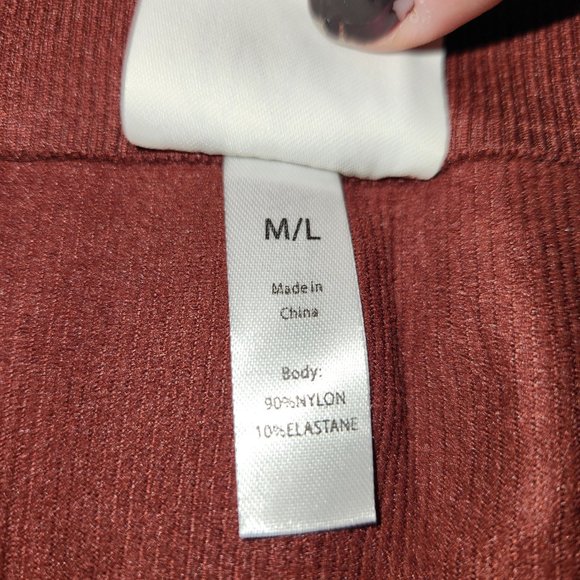 M/L
Made in
China
Body:
90%NYLON
10%ELASTANE